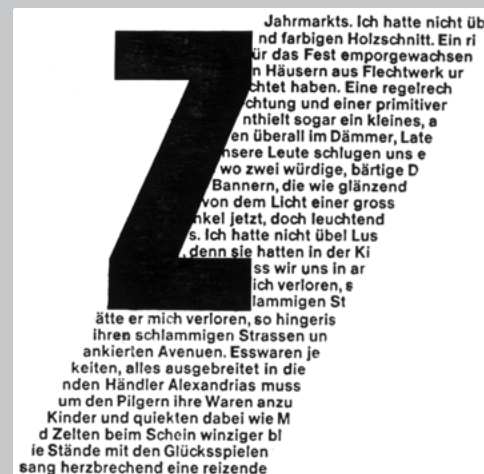 Jahrmarkts. Ich hatte nicht üb
nd farbigen Holzschnitt. Ein ri
ür das Fest emporgewachsen
n Häusern aus Flechtwerk ur
chtet haben. Eine regelrech
chtung und einer primitiver
nthielt sogar ein kleines, a
en überall im Dämmer, Late
nsere Leute schlugen uns e
wo zwei würdige, bärtige D
Bannern, die wie glänzend
von dem Licht einer gross
nkel jetzt, doch leuchtend
s. Ich hatte nicht übel Lus
, denn sie hatten in der Ki
ss wir uns in ar
ich verloren, s
lammigen St
Z
ätte er mich verloren, so hingeris
ihren schlammigen Strassen un
ankierten Avenuen. Esswaren je
keiten, alles ausgebreitet in die
nden Händler Alexandrias muss
um den Pilgern ihre Waren anzu
Kinder und quiekten dabei wie M
d Zelten beim Schein winziger bl
ie Stände mit den Glücksspielen
sang herzbrechend eine reizende